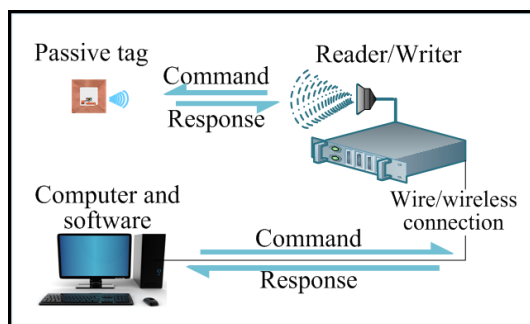 Passive tag
Reader/Writer
Command
Response
Computer and
software
Wire/wireless
connection
Command
Response